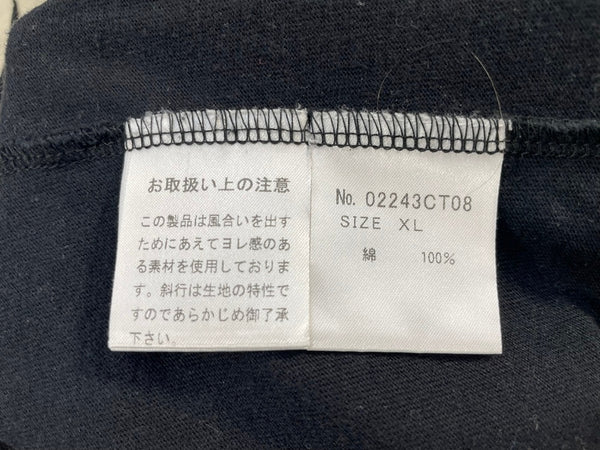 お取扱い上の注意
この製品は風合いを出す
ためにあえてヨレ感のあ
る素材を使用しておりま
す。斜行は生地の特性で
すのであらかじめ御了承
下さい。
No. 02243CT08
SIZE XL
綿 100%